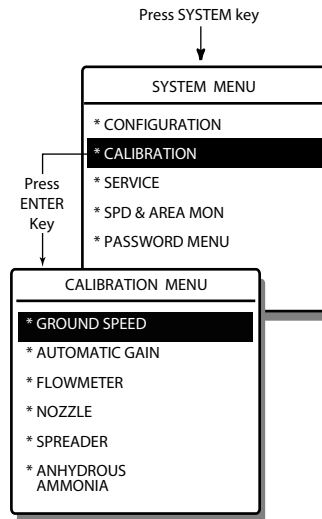 Press SYSTEM key
SYSTEM MENU
* CONFIGURATION
* CALIBRATION
* SERVICE
* SPD & AREA MON
* PASSWORD MENU
Press
ENTER
Key
CALIBRATION MENU
* GROUND SPEED
* AUTOMATIC GAIN
* FLOWMETER
* NOZZLE
* SPREADER
* ANHYDROUS
AMMONIA